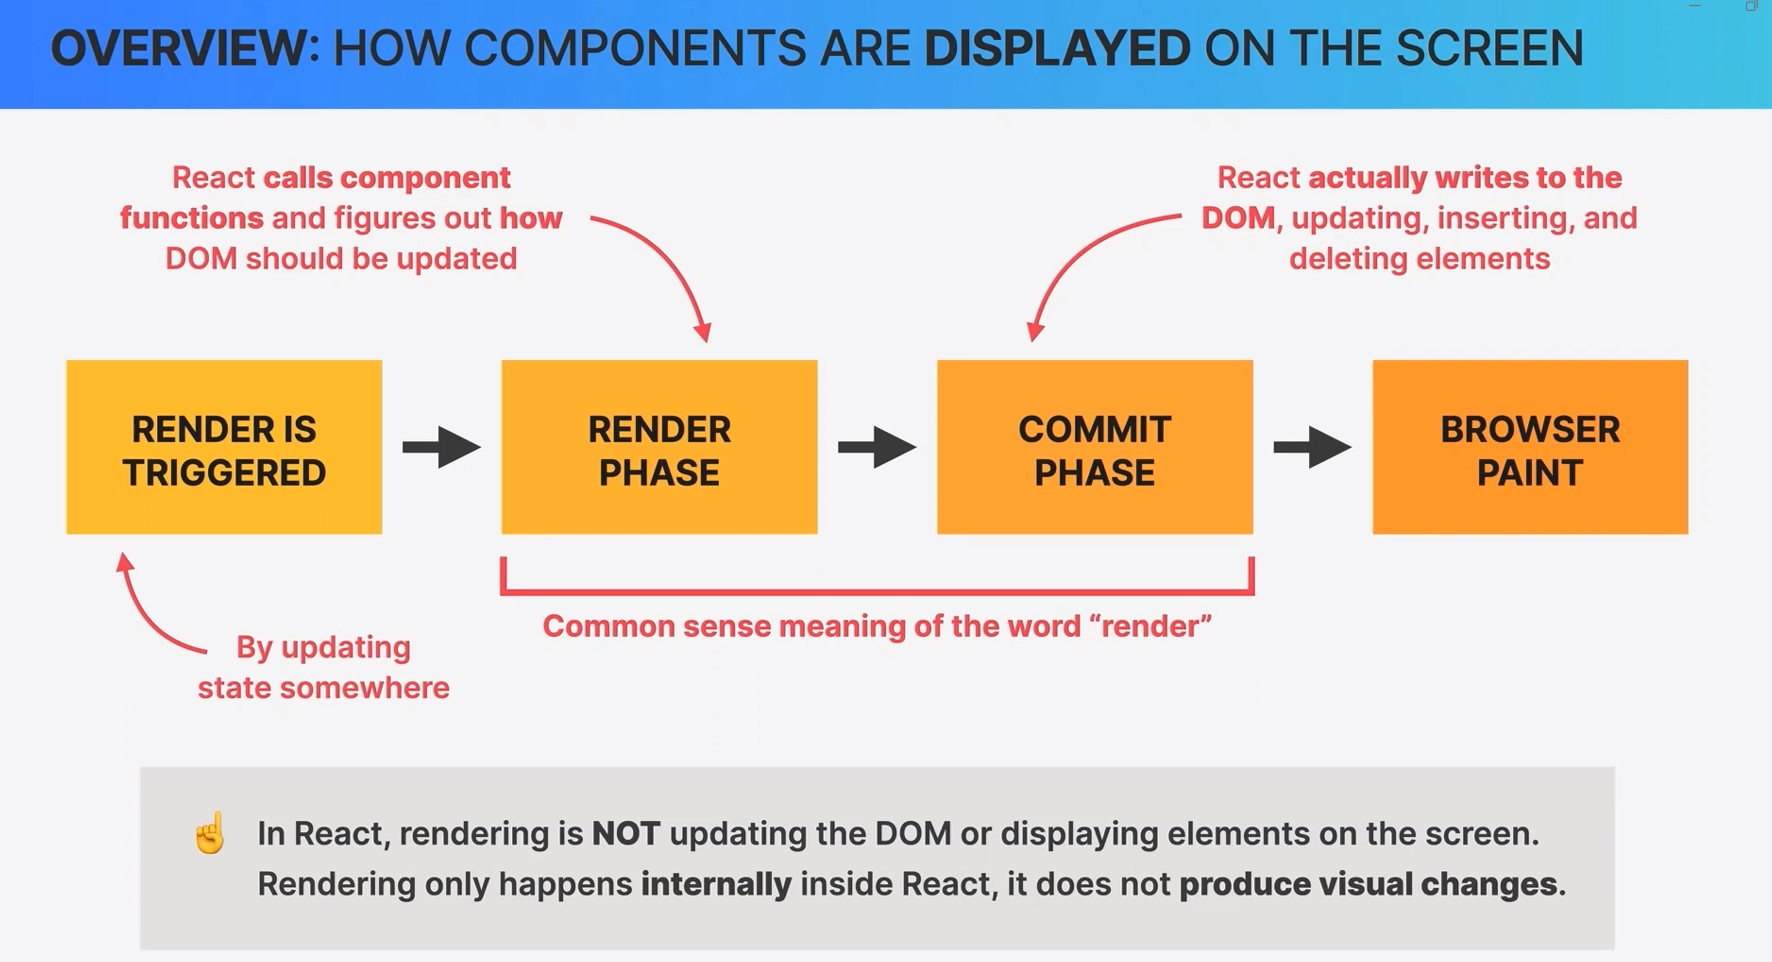 OVERVIEW: HOW COMPONENTS ARE DISPLAYED ON THE SCREEN
React calls component
functions and figures out how
DOM should be updated
React actually writes to the
DOM, updating, inserting, and
deleting elements
RENDER IS
TRIGGERED
RENDER
PHASE
COMMIT
PHASE
BROWSER
PAINT
By updating
state somewhere
Common sense meaning of the word “render”
☝️ In React, rendering is NOT updating the DOM or displaying elements on the screen.
Rendering only happens internally inside React, it does not produce visual changes.